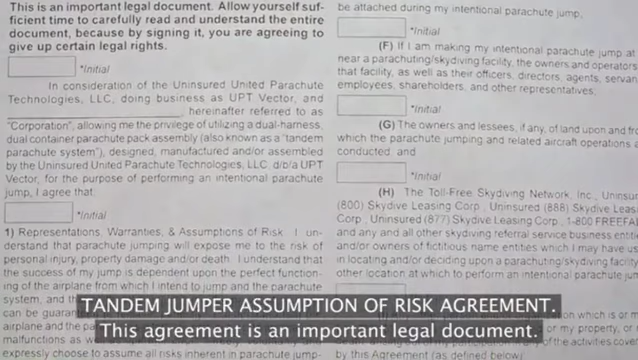 This is an important legal document. Allow yourself suf-
ficient time to carefully read and understand the entire
document, because by signing it, you are agreeing to
give up certain legal rights.
*Initial
In consideration of the Uninsured United Parachute
Technologies, LLC, doing business as UPT Vector, and
, hereinafter referred to as
"Corporation", allowing me the privilege of utilizing a dual-harness,
dual container parachute pack assembly (also known as a "tandem
parachute system"), designed, manufactured and/or assembled
by the Uninsured United Parachute Technologies, LLC, d/b/a UPT
Vector, for the purpose of performing an intentional parachute
jump, I agree that:
*Initial
1) Representations, Warranties, & Assumptions of Risk. I un-
derstand that parachute jumping will expose me to the risk of
personal injury, property damage and/or death. I understand that
the success of my jump is dependent upon the perfect function-
ing of the airplane from which I intend to jump and the parachute
system, and th
can be guaran
airplane and the pa
malfunctions as w
expressly choose to assume all risks inherent in parachute jump-
be attached during my intentional parachute jump;
*Initial
(F) If I am making my intentional parachute jump at
near a parachuting/skydiving facility, the owners and operators
that facility, as well as their officers, directors, agents, servan
employees, shareholders, and other representatives;
*Initial
(G) The owners and lessees, if any, of land upon and fr
which the parachute jumping and related aircraft operations a
conducted; and
*Initial
(H) The Toll-Free Skydiving Network, Inc., Uninsur
(800) Skydive Leasing Corp., Uninsured (888) Skydive Leas
Corp., Uninsured (877) Skydive Leasing Corp., 1-800 FREEFA
and any and all other skydiving referral service business entit
and/or owners of fictitious name entities which I may have us
in locating and/or deciding upon a parachuting/skydiving facility
other location at which to perform an intentional parachute jum
ion which is or m
or my property, or
y of the activities cove
by this Agreement (as defined below)
TANDEM JUMPER ASSUMPTION OF RISK AGREEMENT.
This agreement is an important legal document.